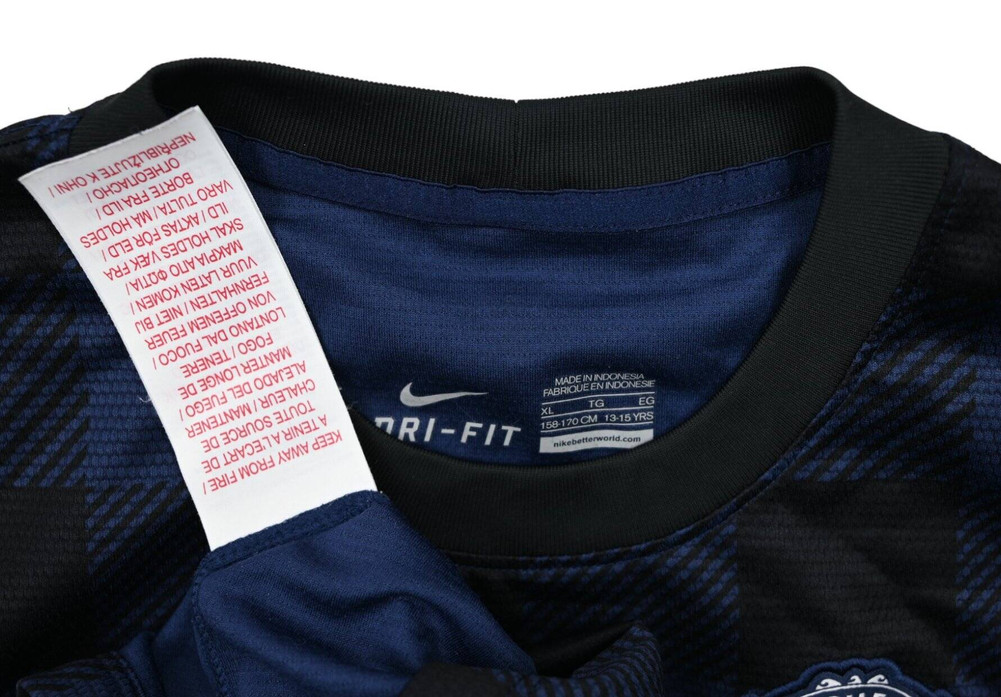 KEEP AWAY FROM FIRE/
A TENIR A L'ECART DE
TOUTE SOURCE DE
CHALEUR / MANTENER
ALEJADO DEL FUEGO /
MANTER LONGE DE
FOGO / TENERE
LONTANO DAL FUOCO /
VON OFFENEM FEUER
FERNHALTEN / NIET BIJ
VUUR LATEN KOMEN /
ΜΑΚΡΙΑ ΑΠΟ ΦΩΤΙΑ/
SKAL HOLDES VÆK FRA
ILD / AKTAS FÖR ELD /
VARO TULTA / MÅ HOLDES
BORTE FRA ILD /
ОГНЕОПАСНО /
NEPŘIBLIŽUJTE K OHNI /
DRI-FIT
MADE IN INDONESIA
FABRIQUE EN INDONESIE
XL TG EG
158-170 CM 13-15 YRS
nikebetterworld.com